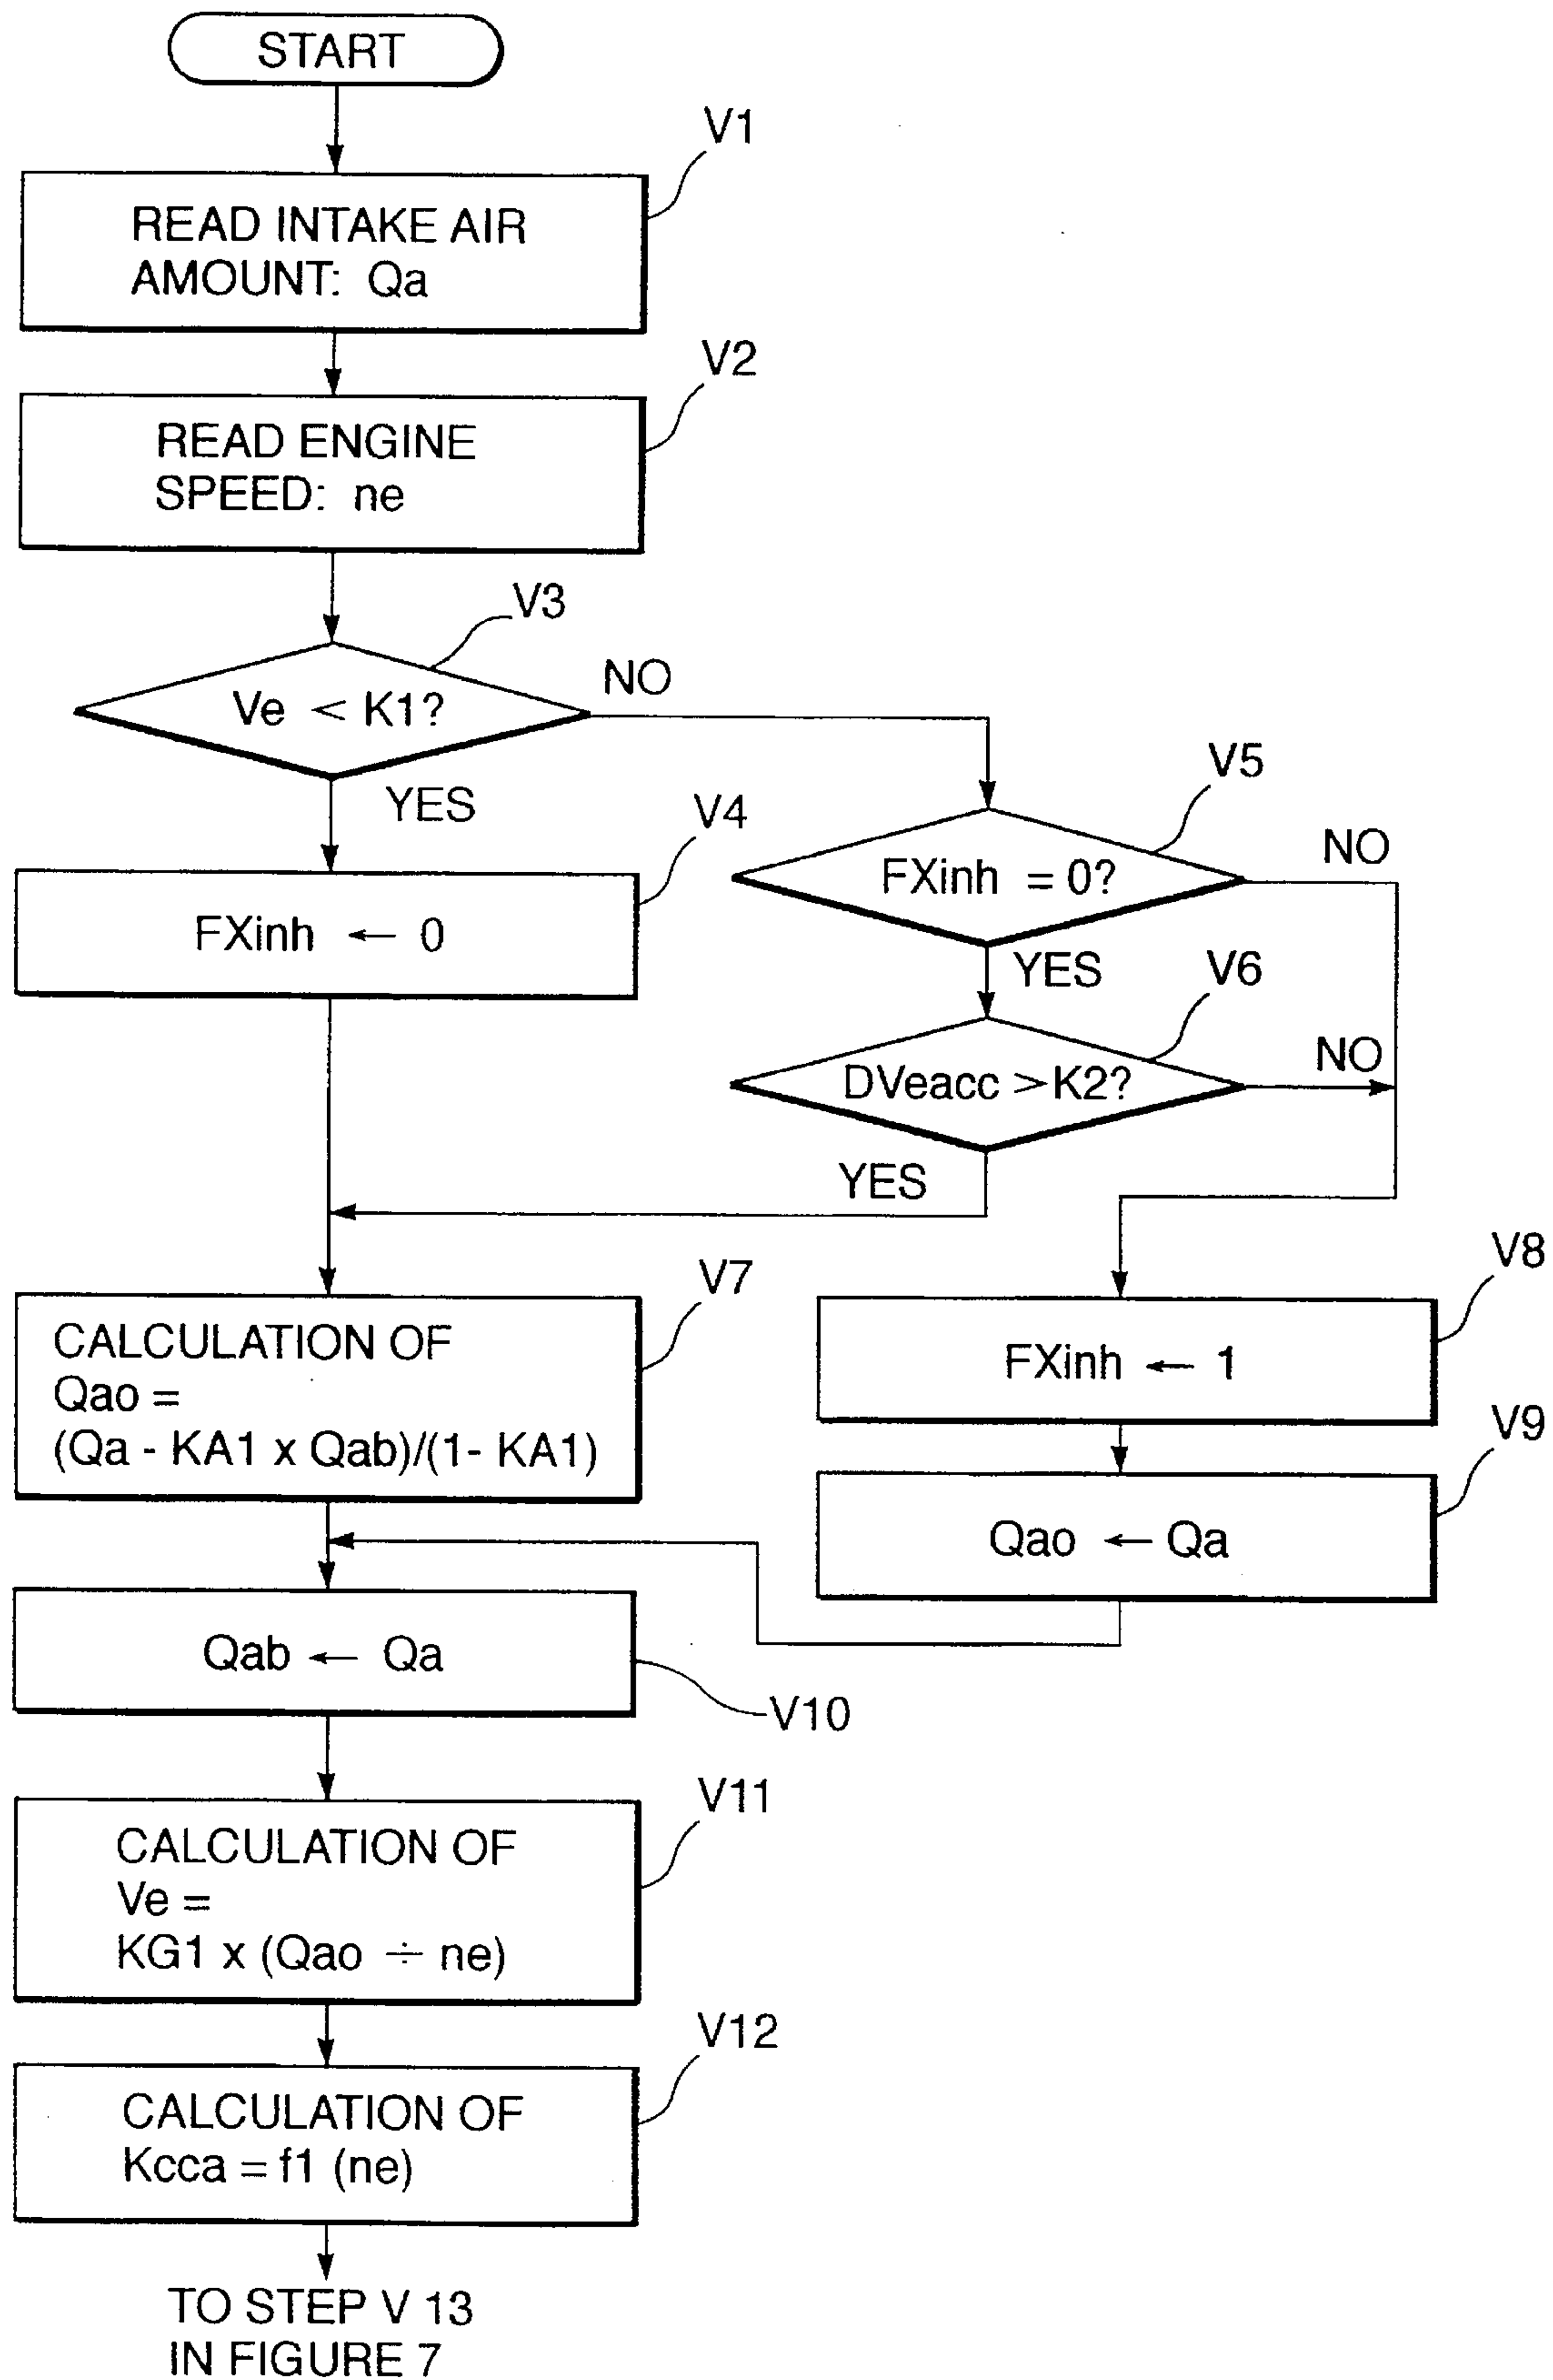 START
V1
READ INTAKE AIR
AMOUNT: Qa
V2
READ ENGINE
SPEED: ne
V3
Ve < K1?
NO
YES
V4
FXinh ← 0
V5
FXinh = 0?
NO
YES
V6
DVeacc > K2?
NO
YES
V7
CALCULATION OF
Qao =
(Qa - KA1 x Qab)/(1- KA1)
V8
FXinh ← 1
V9
Qao ← Qa
Qab ← Qa
V10
V11
CALCULATION OF
Ve =
KG1 x (Qao ÷ ne)
V12
CALCULATION OF
Kcca = f1 (ne)
TO STEP V 13
IN FIGURE 7